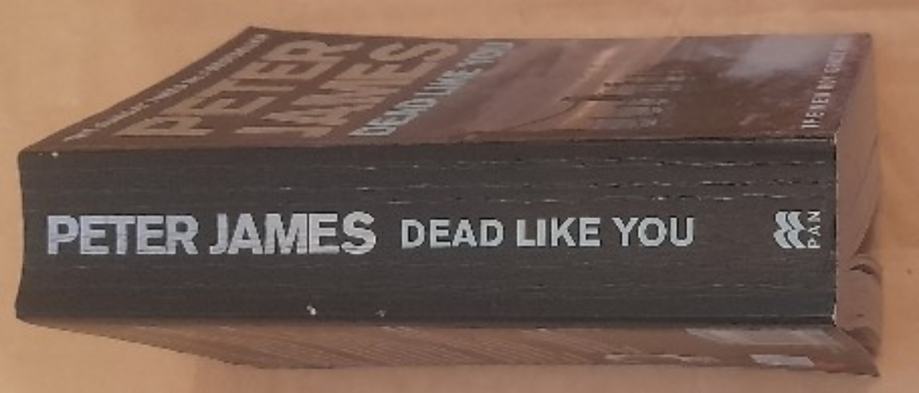 PETER
JAMES
DEAD LIKE YOU
PETER JAMES DEAD LIKE YOU
PAN